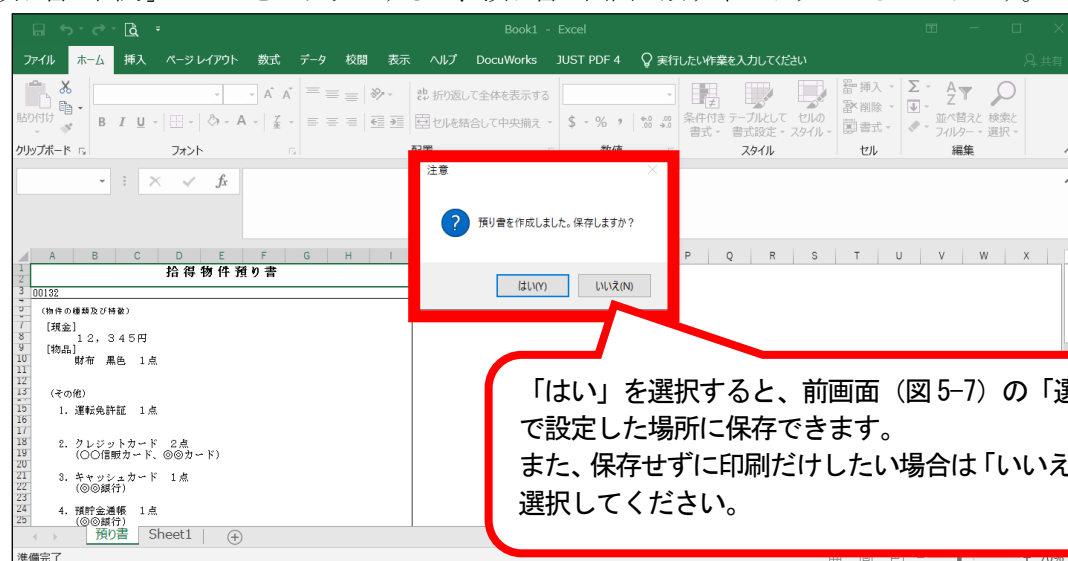 Book1 - Excel
ファイル ホーム 挿入 ページ レイアウト 数式 データ 校閲 表示 ヘルプ DocuWorks JUST PDF 4 実行したい作業を入力してください 共有
貼り付け
B I U
A A
折り返して全体を表示する
セルを結合して中央揃え
$ - % ,
条件付き書式 テーブルとして書式設定 セルのスタイル
挿入
削除
書式
並べ替えと フィルター 検索と 選択
クリップボード フォント 配置 数値 スタイル セル 編集
fx
注意
預り書を作成しました。保存しますか?
はい(Y) いいえ(N)
A B C D E F G H I P Q R S T U V W X
拾得物件預り書
00132
(物件の種類及び特徴)
[現金]
12,345円
[物品]
財布 黒色 1点
(その他)
1. 運転免許証 1点
2. クレジットカード 2点
(○○信販カード、◎◎カード)
3. キャッシュカード 1点
(◎◎銀行)
4. 預貯金通帳 1点
(◎◎銀行)
「はい」を選択すると、前画面(図 5-7)の「選
で設定した場所に保存できます。
また、保存せずに印刷だけしたい場合は「いいえ
選択してください。
預り書 Sheet1
準備完了